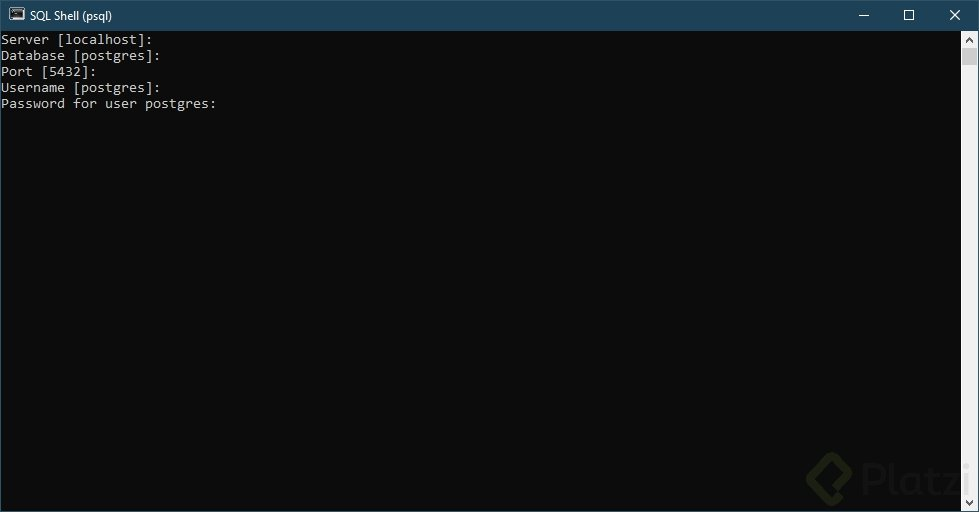 SQL Shell (psql)
Server [localhost]:
Database [postgres]:
Port [5432]:
Username [postgres]:
Password for user postgres:
Platzi